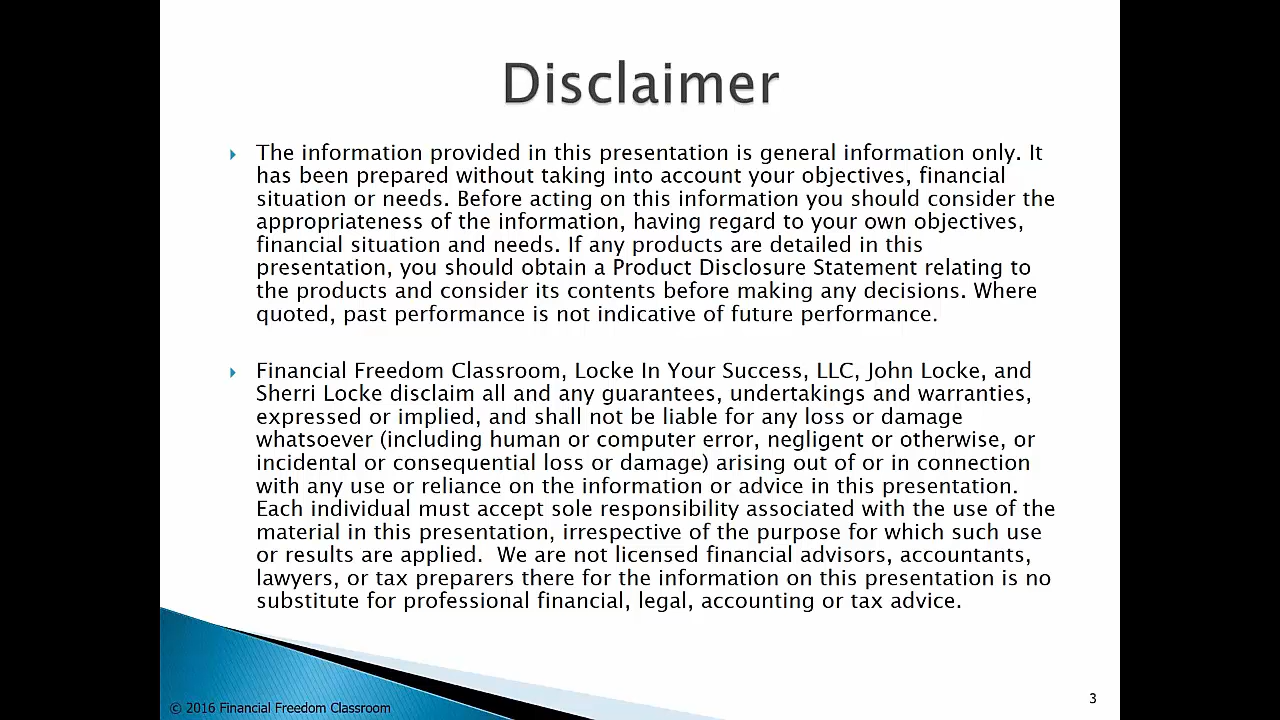 Disclaimer
The information provided in this presentation is general information only. It
has been prepared without taking into account your objectives, financial
situation or needs. Before acting on this information you should consider the
appropriateness of the information, having regard to your own objectives,
financial situation and needs. If any products are detailed in this
presentation, you should obtain a Product Disclosure Statement relating to
the products and consider its contents before making any decisions. Where
quoted, past performance is not indicative of future performance.
Financial Freedom Classroom, Locke In Your Success, LLC, John Locke, and
Sherri Locke disclaim all and any guarantees, undertakings and warranties,
expressed or implied, and shall not be liable for any loss or damage
whatsoever (including human or computer error, negligent or otherwise, or
incidental or consequential loss or damage) arising out of or in connection
with any use or reliance on the information or advice in this presentation.
Each individual must accept sole responsibility associated with the use of the
material in this presentation, irrespective of the purpose for which such use
or results are applied.  We are not licensed financial advisors, accountants,
lawyers, or tax preparers there for the information on this presentation is no
substitute for professional financial, legal, accounting or tax advice.
© 2016 Financial Freedom Classroom
3